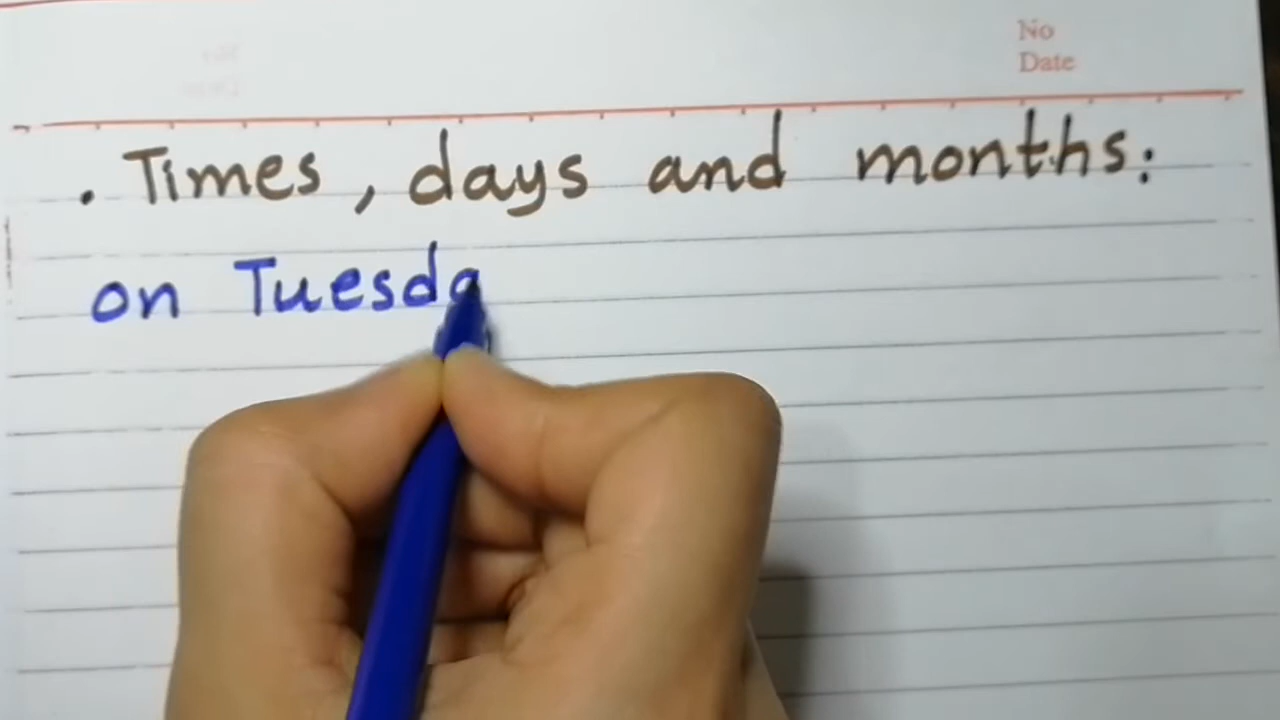 No
Date
. Times, days and months:
on Tuesda